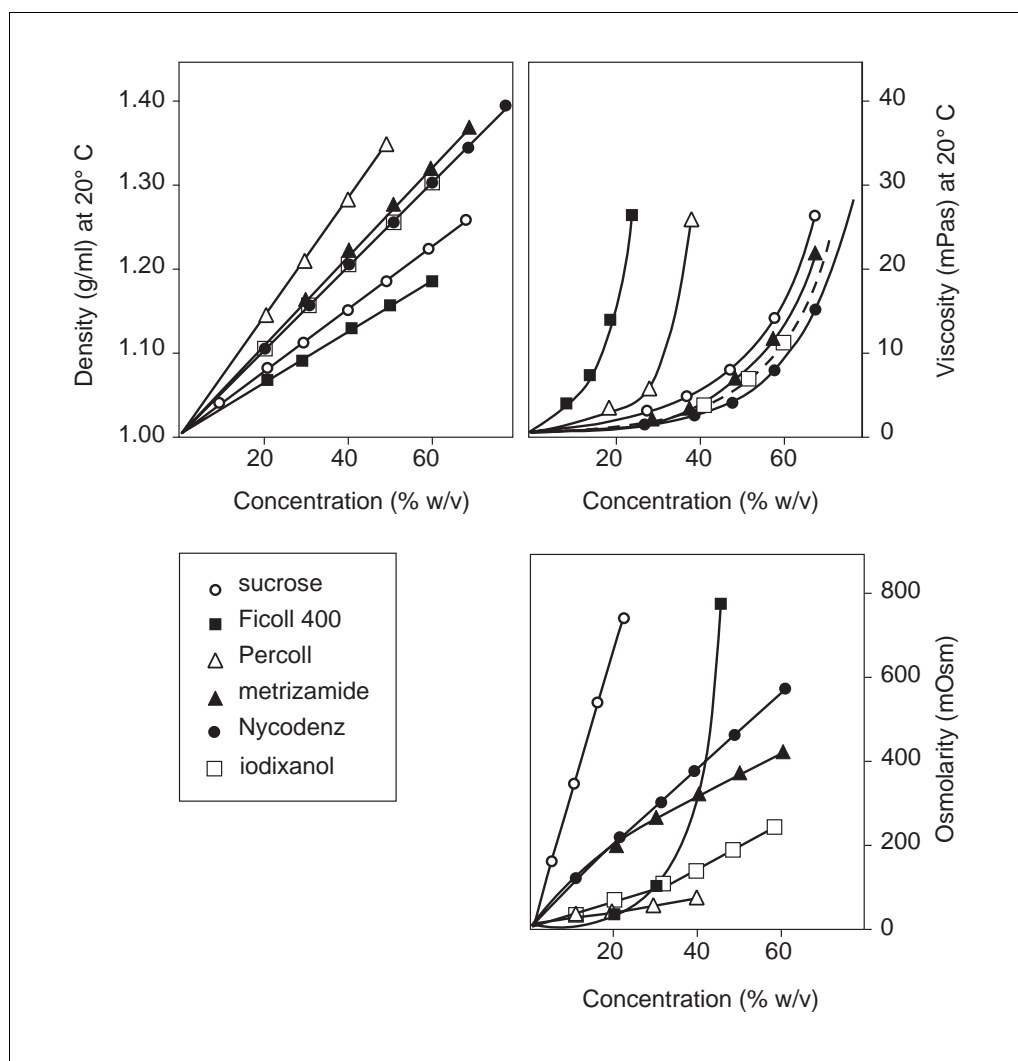 1.40
1.30
1.20
1.10
1.00
Density (g/ml) at 20° C
20 40 60
Concentration (% w/v)
40
30
20
10
0
Viscosity (mPas) at 20° C
20 40 60
Concentration (% w/v)
sucrose
Ficoll 400
Percoll
metrizamide
Nycodenz
iodixanol
800
600
400
200
0
Osmolarity (mOsm)
20 40 60
Concentration (% w/v)